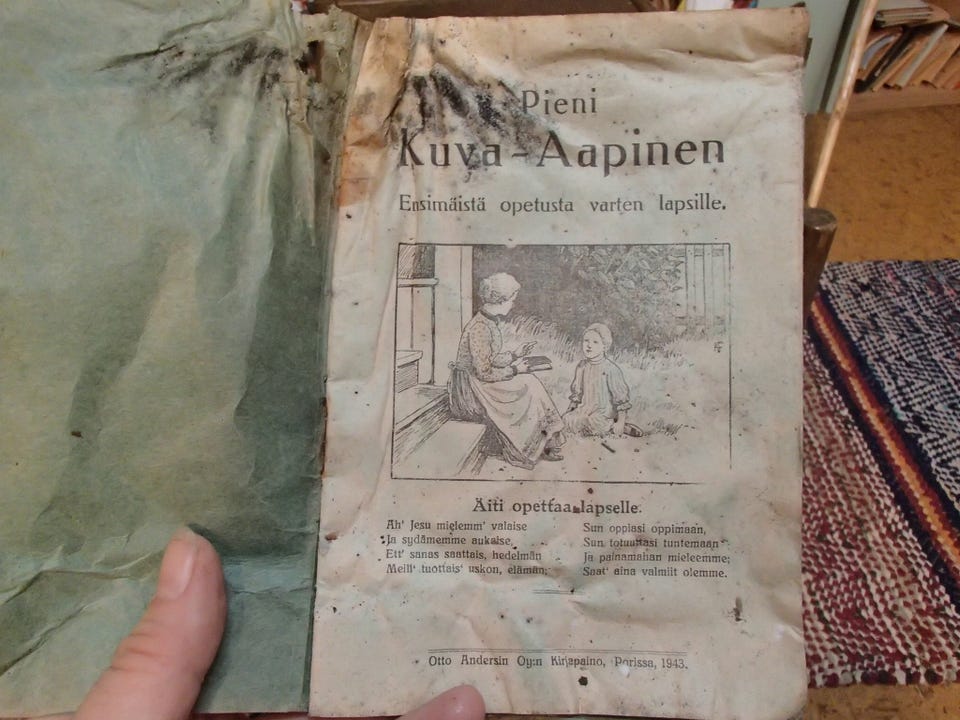 Pieni
Kuva-Aapinen
Ensimäistä opetusta varten lapsille.
Äiti opettaa lapselle.
Ah' Jesu mielemm' valaise
Ja sydämemme aukaise,
Ett' sanas saattais, hedelmän
Meill' tuottais' uskon, elämän;
Sun oppiasi oppimaan,
Sun totuuttasi tuntemaan
Ja painamahan mieleemme;
Saat' aina valmiit olemme.
Otto Andersin Oy:n Kirjapaino, Porissa, 1943.